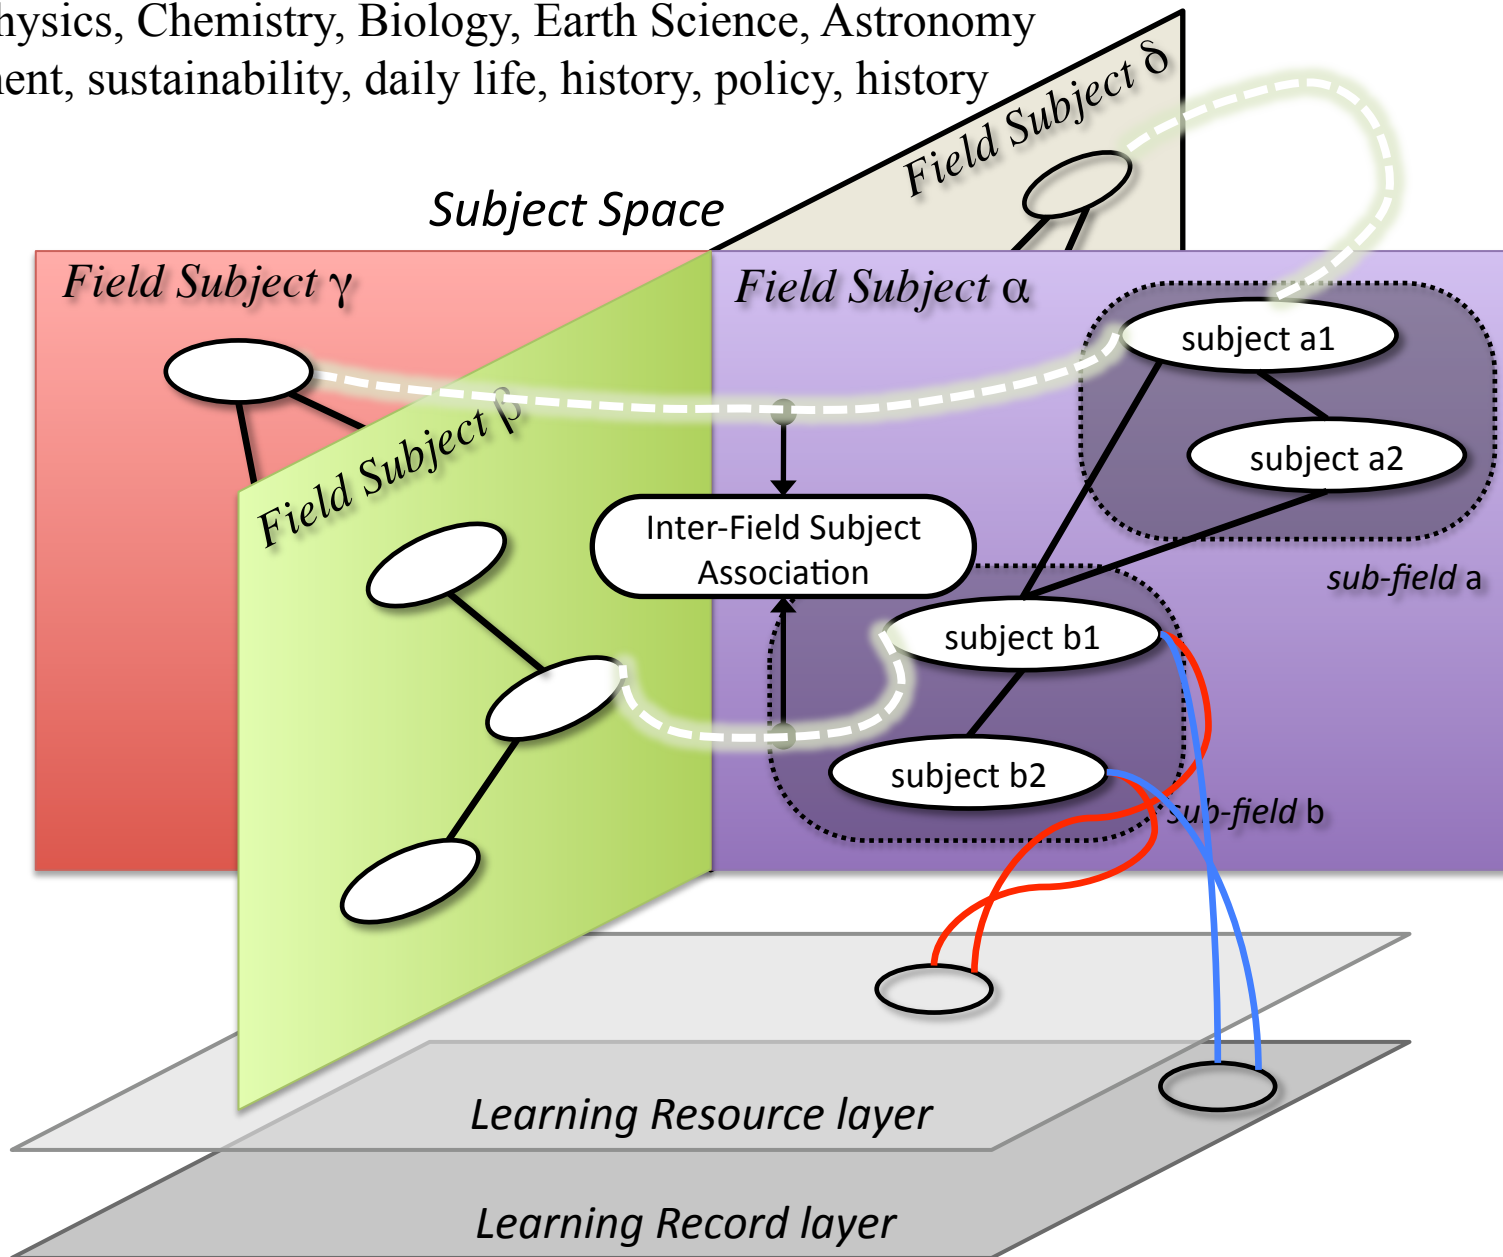 hysics, Chemistry, Biology, Earth Science, Astronomy
nent, sustainability, daily life, history, policy, history
Field Subject δ
Subject Space
Field Subject γ
Field Subject α
subject a1
Field Subject β
subject a2
Inter-Field Subject
Association
sub-field a
subject b1
subject b2
sub-field b
Learning Resource layer
Learning Record layer